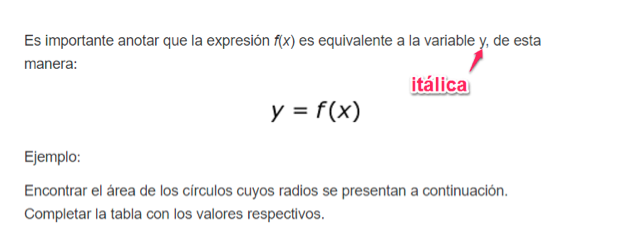 Es importante anotar que la expresión f(x) es equivalente a la variable y, de esta
manera:
itálica
y = f(x)
Ejemplo:
Encontrar el área de los círculos cuyos radios se presentan a continuación.
Completar la tabla con los valores respectivos.